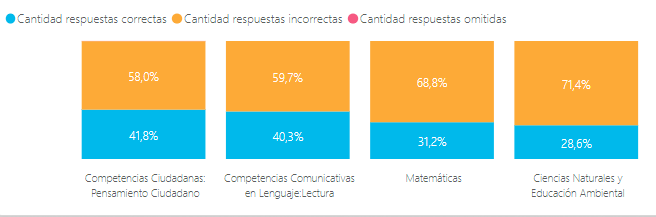 Cantidad respuestas correctas Cantidad respuestas incorrectas Cantidad respuestas omitidas
58,0% 59,7% 68,8% 71,4%
41,8% 40,3% 31,2% 28,6%
Competencias Ciudadanas: Competencias Comunicativas Matemáticas Ciencias Naturales y
Pensamiento Ciudadano en Lenguaje:Lectura Educación Ambiental